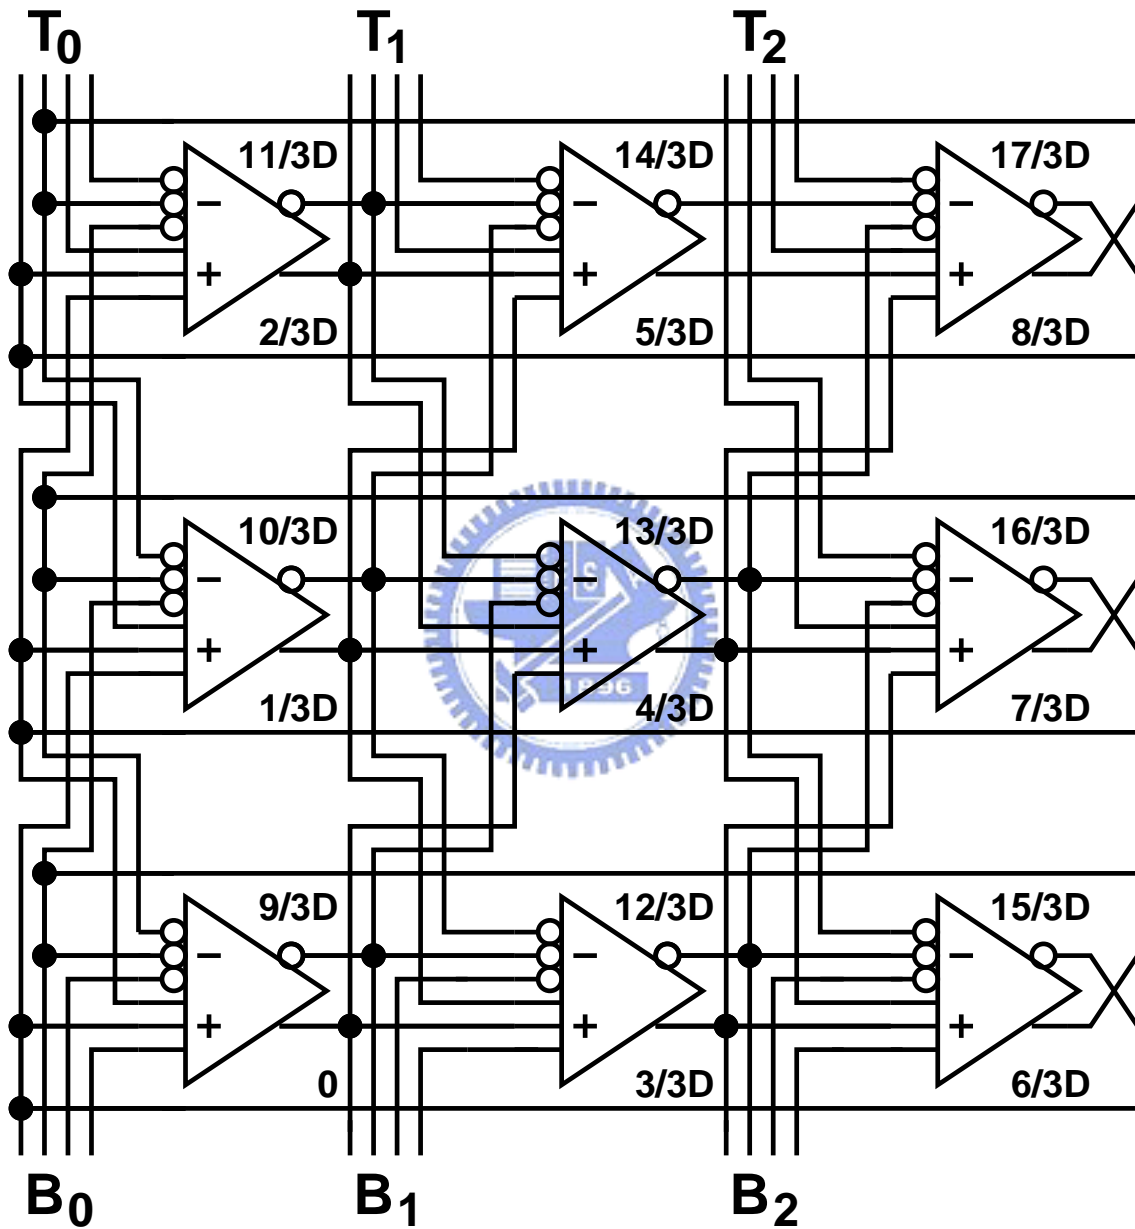 T0 T1 T2
11/3D 14/3D 17/3D
− − −
+ + +
2/3D 5/3D 8/3D
10/3D 13/3D 16/3D
− − −
+ + +
1896
1/3D 4/3D 7/3D
9/3D 12/3D 15/3D
− − −
+ + +
0 3/3D 6/3D
B0 B1 B2